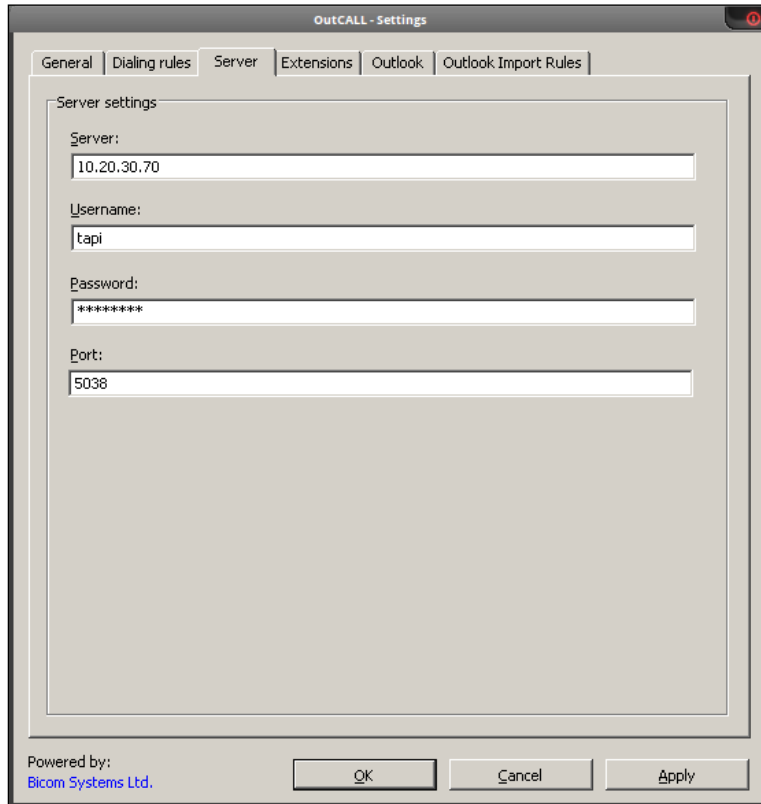 OutCALL - Settings
General Dialing rules Server Extensions Outlook Outlook Import Rules
Server settings
Server:
10.20.30.70
Username:
tapi
Password:
********
Port:
5038
Powered by:
Bicom Systems Ltd.
OK Cancel Apply